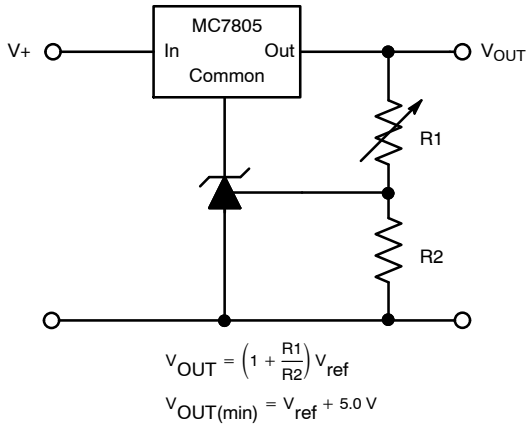 MC7805
V+ In Out VOUT
Common
R1
R2
VOUT = (1 + R1/R2) Vref
VOUT(min) = Vref + 5.0 V